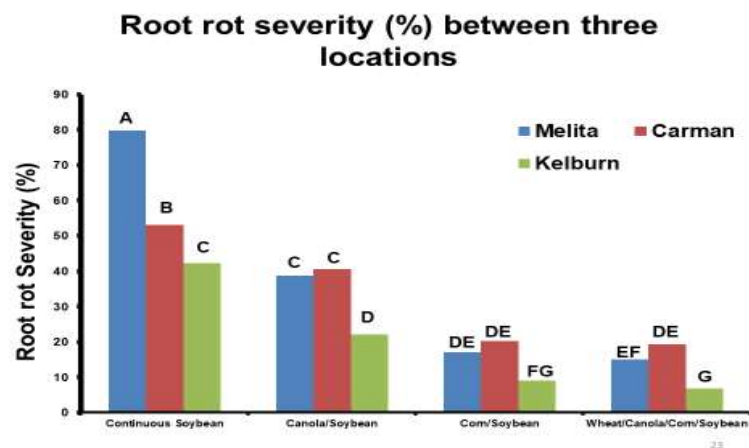 Root rot severity (%) between three
locations
90
80
70
60
50
40
30
20
10
0
Root rot Severity (%)
Melita Carman
Kelburn
A
B
C
C C
D
DE DE
FG
EF DE
G
Continuous Soybean Canola/Soybean Corn/Soybean Wheat/Canola/Corn/Soybean
23